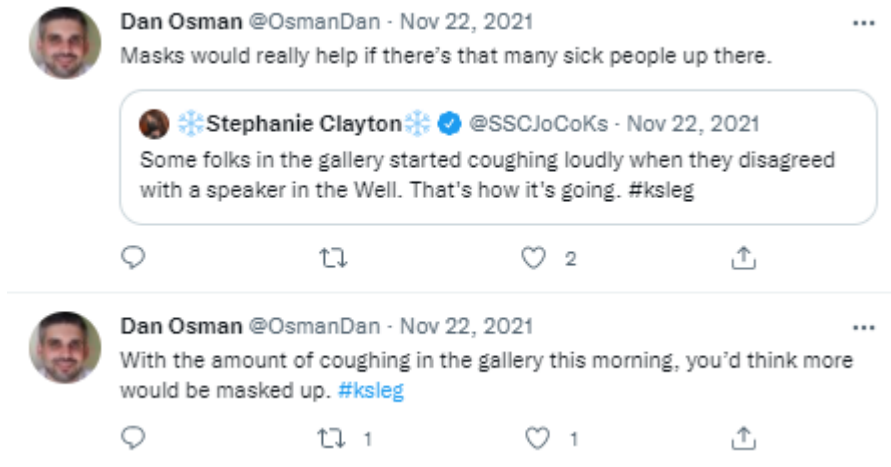 Dan Osman @OsmanDan · Nov 22, 2021
Masks would really help if there’s that many sick people up there.
❄️Stephanie Clayton❄️ @SSCJoCoKs · Nov 22, 2021
Some folks in the gallery started coughing loudly when they disagreed
with a speaker in the Well. That's how it's going. #ksleg
2
Dan Osman @OsmanDan · Nov 22, 2021
With the amount of coughing in the gallery this morning, you’d think more
would be masked up. #ksleg
1 1